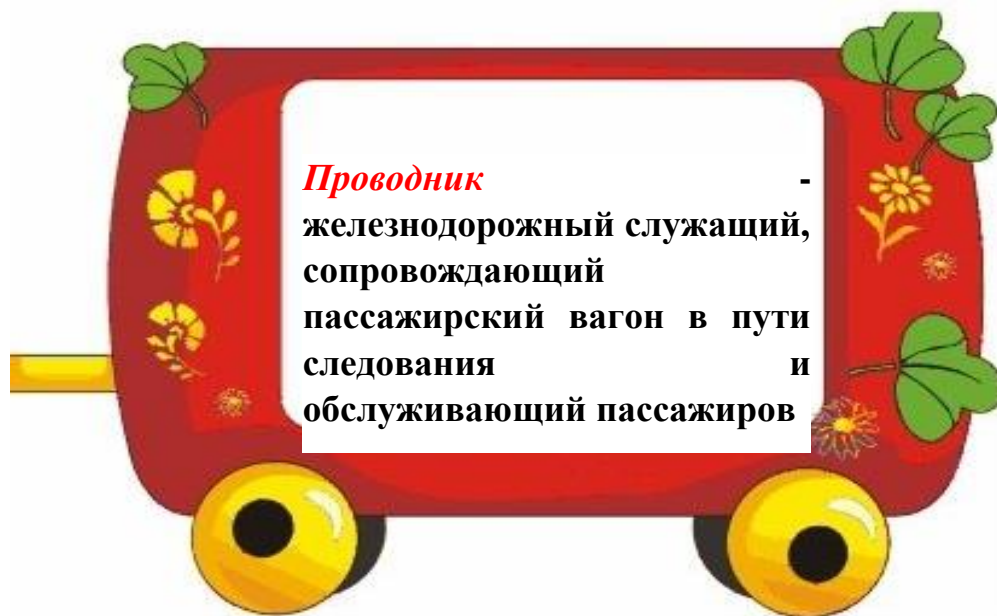 Проводник -
железнодорожный служащий,
сопровождающий
пассажирский вагон в пути
следования и
обслуживающий пассажиров